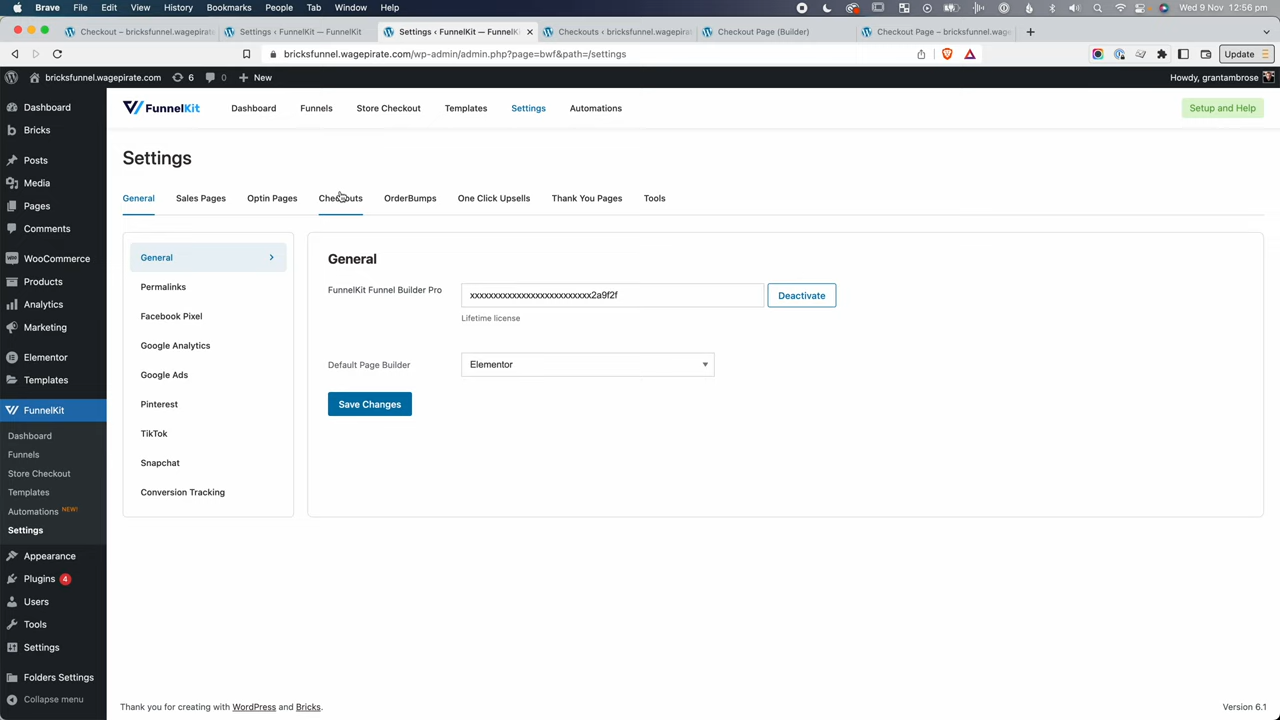 Brave
File
Edit
View
History
Bookmarks
People
Window
Help
Wed 9 Nov 12:56:01
Checkout – bricksfunnel.wagepirate
Settings ‹ FunnelKit — FunnelKit
Settings ‹ FunnelKit — FunnelK
Checkouts ‹ bricksfunnel.wagepirat
Checkout Page (Builder)
Checkout Page – bricksfunnel.wage
bricksfunnel.wagepirate.com/wp-admin/admin.php?page=bwf&path=/settings
Update
bricksfunnel.wagepirate.com
6
0
New
Howdy, grantambrose
Dashboard
Bricks
Posts
Media
Pages
Comments
WooCommerce
Products
Analytics
Marketing
Elementor
Templates
FunnelKit
Dashboard
Funnels
Store Checkout
Templates
Automations NEW!
Settings
Appearance
Plugins 4
Users
Tools
Settings
Folders Settings
Collapse menu
FunnelKit
Dashboard
Funnels
Store Checkout
Templates
Settings
Automations
Setup and Help
Settings
General
Sales Pages
Optin Pages
Checkouts
OrderBumps
One Click Upsells
Thank You Pages
Tools
General
Permalinks
Facebook Pixel
Google Analytics
Google Ads
Pinterest
TikTok
Snapchat
Conversion Tracking
General
FunnelKit Funnel Builder Pro
xxxxxxxxxxxxxxxxxxxxxxxxxx2a9f2f
Deactivate
Lifetime license
Default Page Builder
Elementor
Save Changes
Thank you for creating with WordPress and Bricks.
Version 6.1